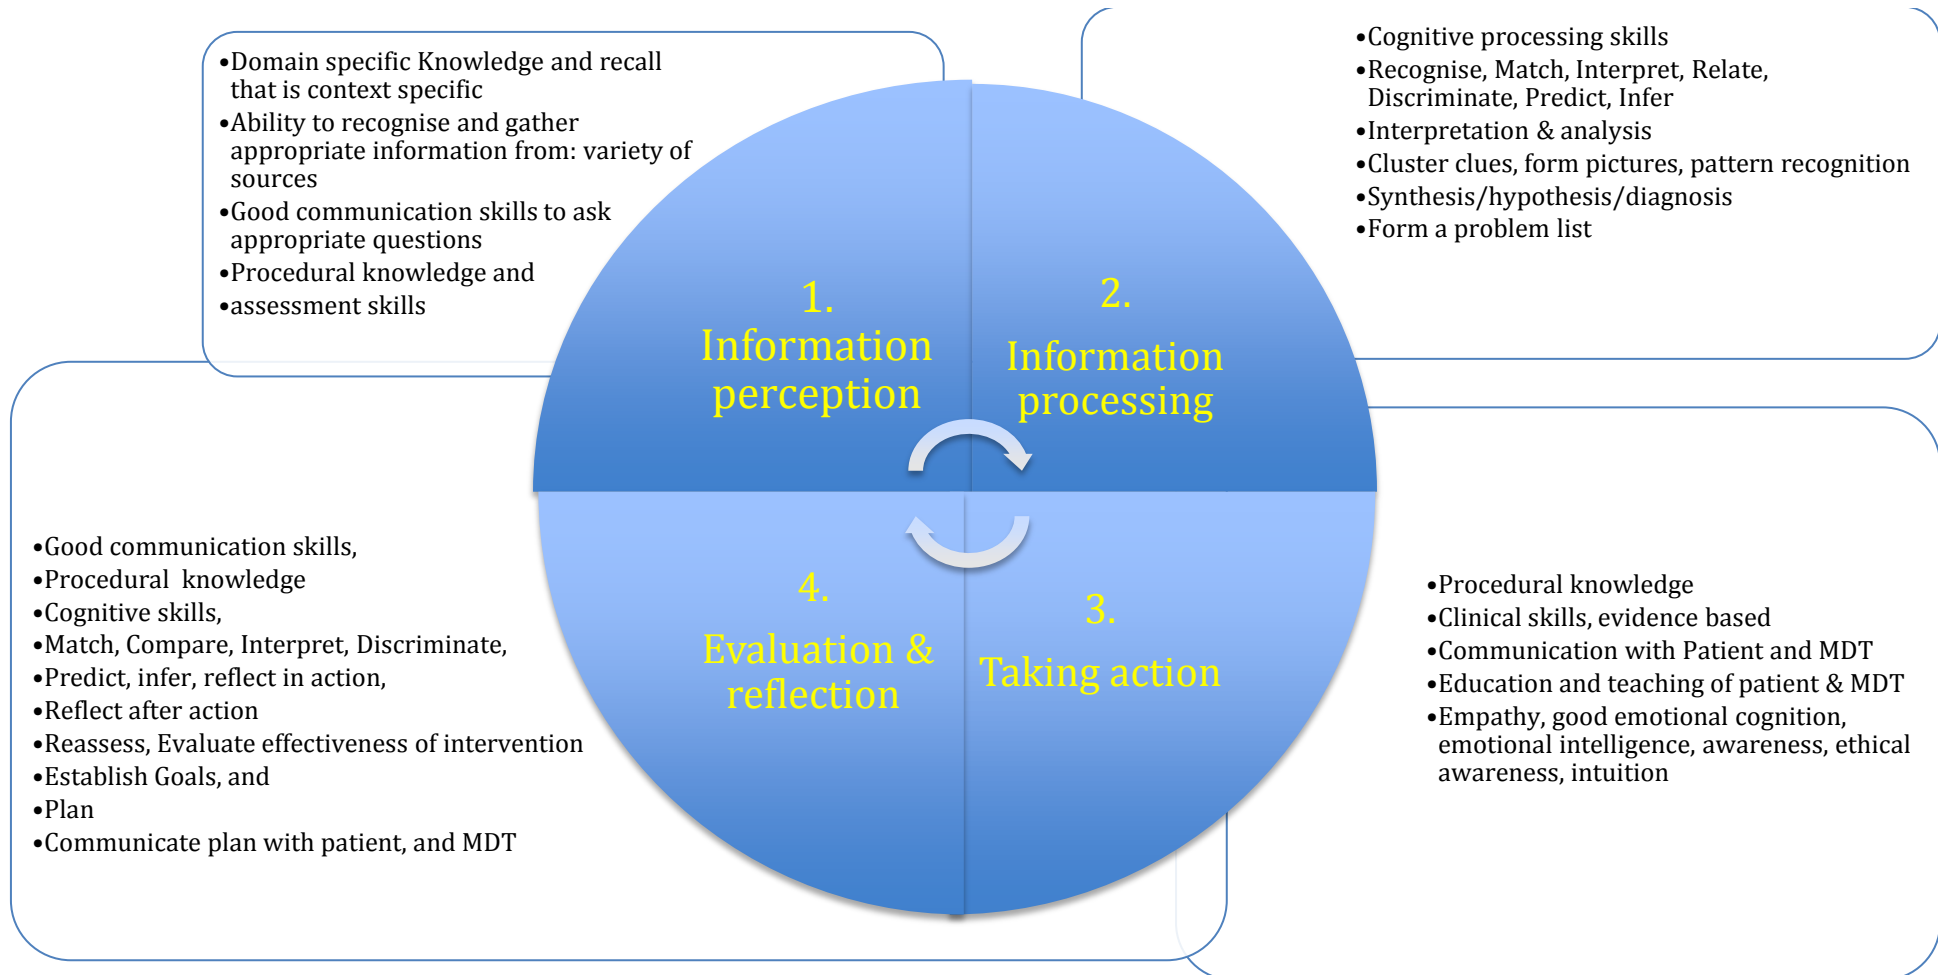 •Domain specific Knowledge and recall
that is context specific
•Ability to recognise and gather
appropriate information from: variety of
sources
•Good communication skills to ask
appropriate questions
•Procedural knowledge and
•assessment skills
1.
Information
perception
•Cognitive processing skills
•Recognise, Match, Interpret, Relate,
Discriminate, Predict, Infer
•Interpretation & analysis
•Cluster clues, form pictures, pattern recognition
•Synthesis/hypothesis/diagnosis
•Form a problem list
2.
Information
processing
•Procedural knowledge
•Clinical skills, evidence based
•Communication with Patient and MDT
•Education and teaching of patient & MDT
•Empathy, good emotional cognition,
emotional intelligence, awareness, ethical
awareness, intuition
3.
Taking action
•Good communication skills,
•Procedural  knowledge
•Cognitive skills,
•Match, Compare, Interpret, Discriminate,
•Predict, infer, reflect in action,
•Reflect after action
•Reassess, Evaluate effectiveness of intervention
•Establish Goals, and
•Plan
•Communicate plan with patient, and MDT
4.
Evaluation &
reflection